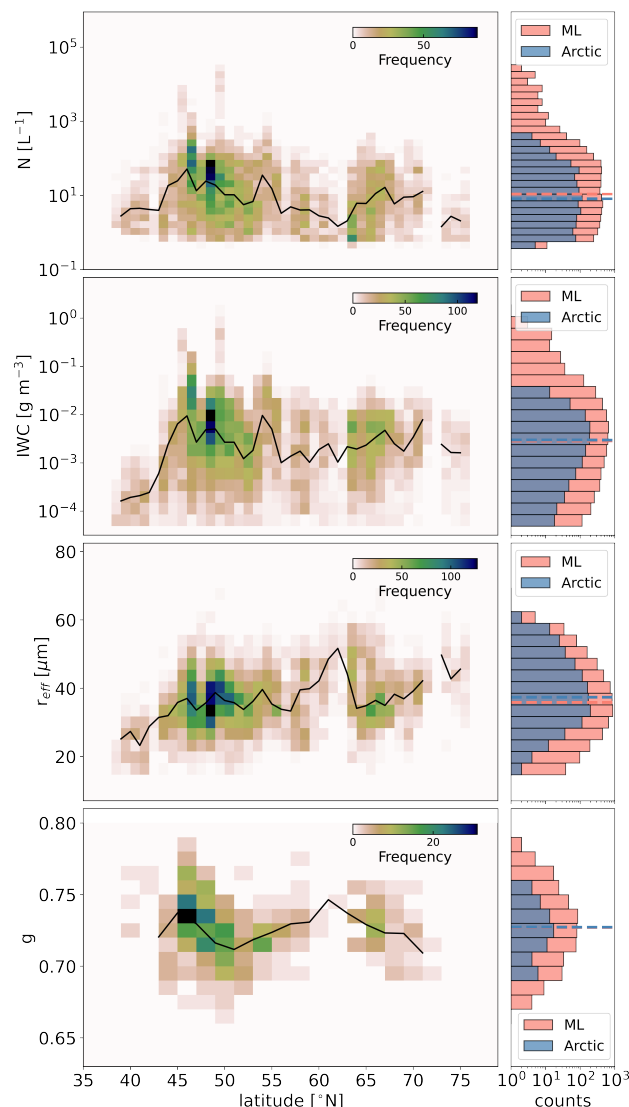 10⁵
10³
10¹
10⁻¹
N [L⁻¹]
0 50
Frequency
ML
Arctic
10⁰
10⁻¹
10⁻²
10⁻³
10⁻⁴
IWC [g m⁻³]
0 50 100
Frequency
ML
Arctic
80
60
40
20
r_eff [μm]
0 50 100
Frequency
ML
Arctic
0.80
0.75
0.70
0.65
g
0 20
Frequency
ML
Arctic
35 40 45 50 55 60 65 70 75
latitude [°N]
10⁰ 10¹ 10² 10³
counts